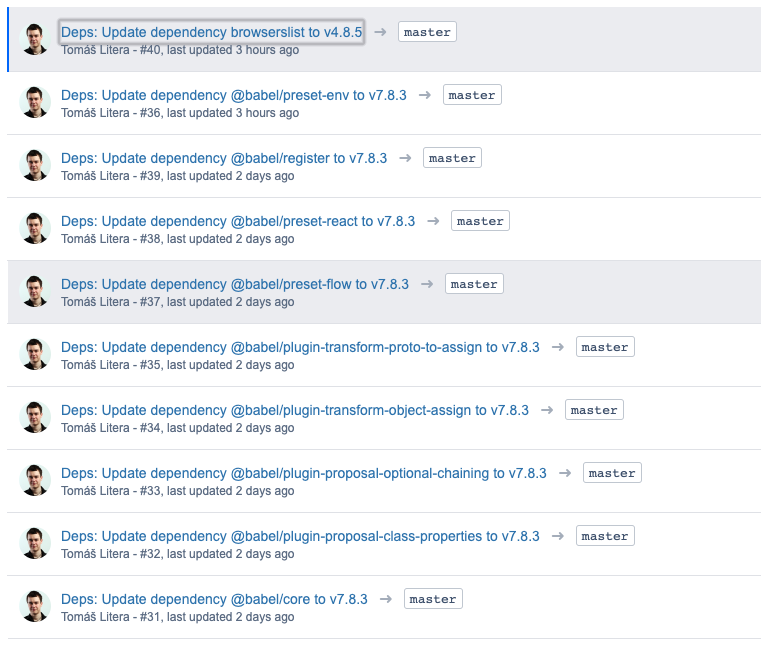 Deps: Update dependency browserslist to v4.8.5 → master
Tomáš Litera - #40, last updated 3 hours ago
Deps: Update dependency @babel/preset-env to v7.8.3 → master
Tomáš Litera - #36, last updated 3 hours ago
Deps: Update dependency @babel/register to v7.8.3 → master
Tomáš Litera - #39, last updated 2 days ago
Deps: Update dependency @babel/preset-react to v7.8.3 → master
Tomáš Litera - #38, last updated 2 days ago
Deps: Update dependency @babel/preset-flow to v7.8.3 → master
Tomáš Litera - #37, last updated 2 days ago
Deps: Update dependency @babel/plugin-transform-proto-to-assign to v7.8.3 → master
Tomáš Litera - #35, last updated 2 days ago
Deps: Update dependency @babel/plugin-transform-object-assign to v7.8.3 → master
Tomáš Litera - #34, last updated 2 days ago
Deps: Update dependency @babel/plugin-proposal-optional-chaining to v7.8.3 → master
Tomáš Litera - #33, last updated 2 days ago
Deps: Update dependency @babel/plugin-proposal-class-properties to v7.8.3 → master
Tomáš Litera - #32, last updated 2 days ago
Deps: Update dependency @babel/core to v7.8.3 → master
Tomáš Litera - #31, last updated 2 days ago